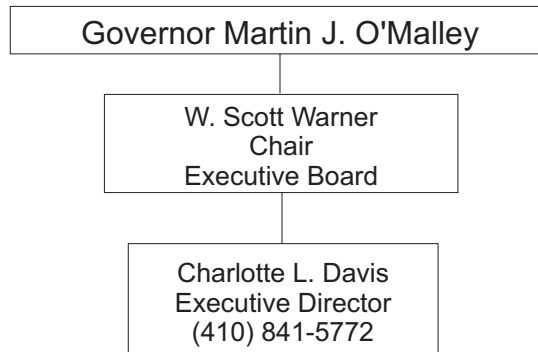 Governor Martin J. O'Malley
W. Scott Warner
Chair
Executive Board
Charlotte L. Davis
Executive Director
(410) 841-5772